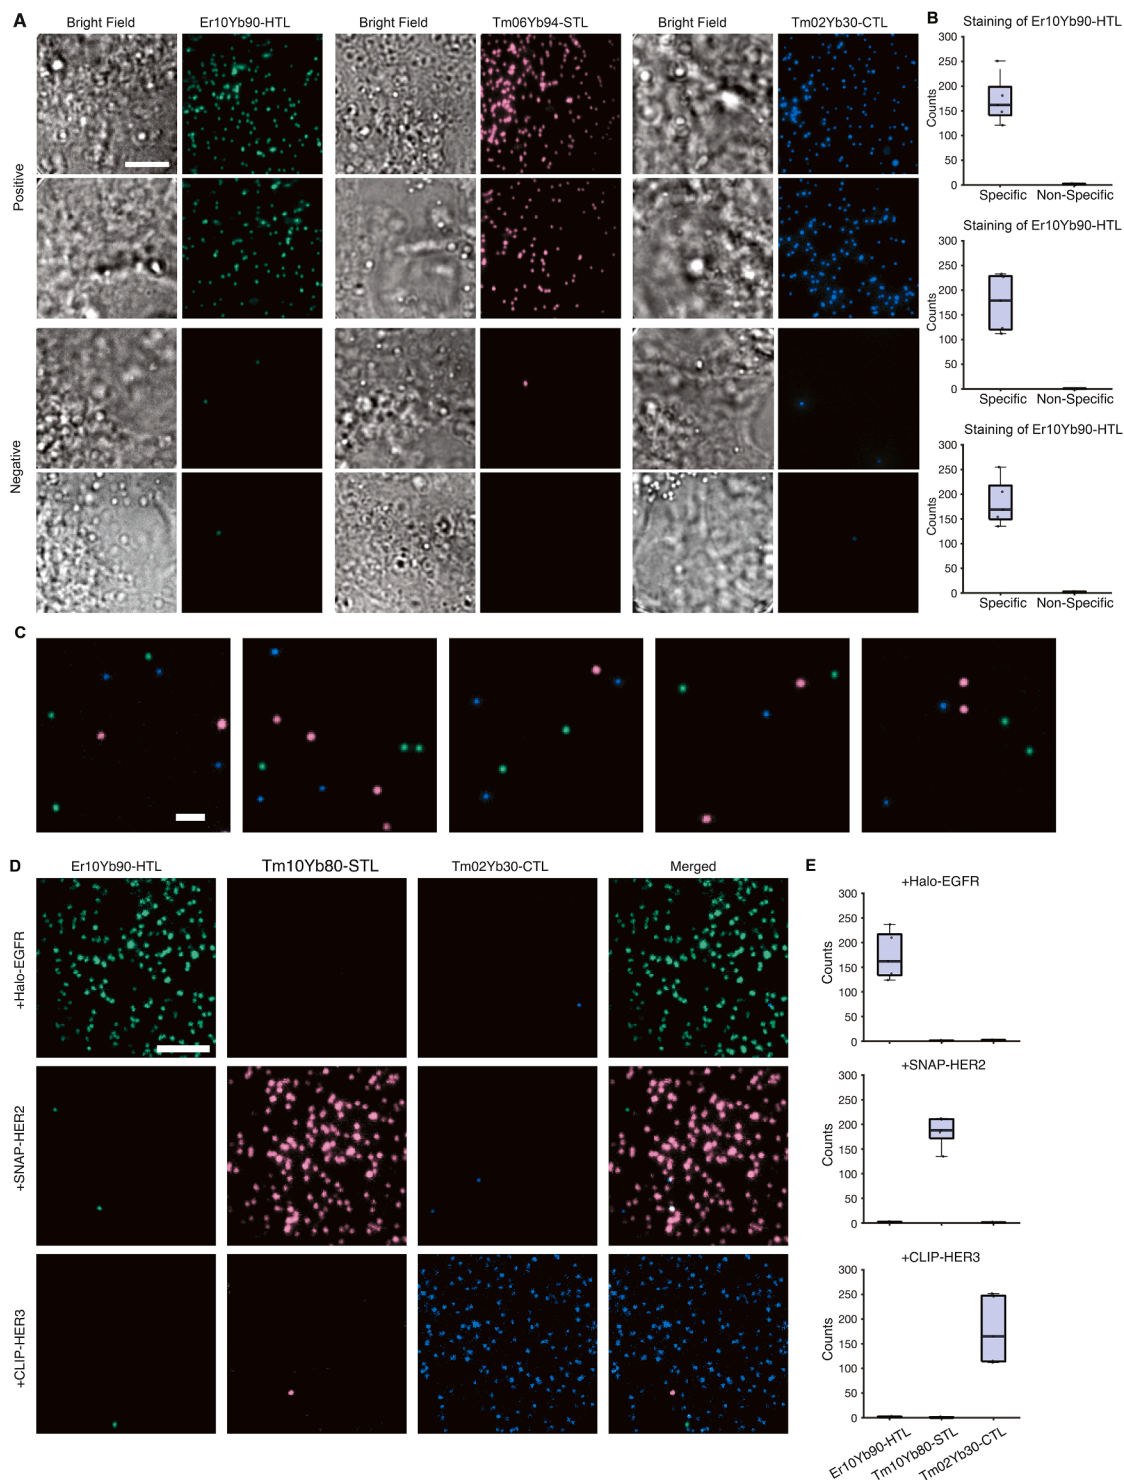 A
Bright Field
Er10Yb90-HTL
Bright Field
Tm06Yb94-STL
Bright Field
Tm02Yb30-CTL
Positive
Negative
B
Staining of Er10Yb90-HTL
300
250
200
150
100
50
0
Counts
Specific
Non-Specific
Staining of Er10Yb90-HTL
300
250
200
150
100
50
0
Counts
Specific
Non-Specific
Staining of Er10Yb90-HTL
300
250
200
150
100
50
0
Counts
Specific
Non-Specific
C
D
Er10Yb90-HTL
Tm10Yb80-STL
Tm02Yb30-CTL
Merged
+Halo-EGFR
+SNAP-HER2
+CLIP-HER3
E
+Halo-EGFR
300
250
200
150
100
50
0
Counts
+SNAP-HER2
300
250
200
150
100
50
0
Counts
+CLIP-HER3
300
250
200
150
100
50
0
Counts
Er10Yb90-HTL
Tm10Yb80-STL
Tm02Yb30-CTL